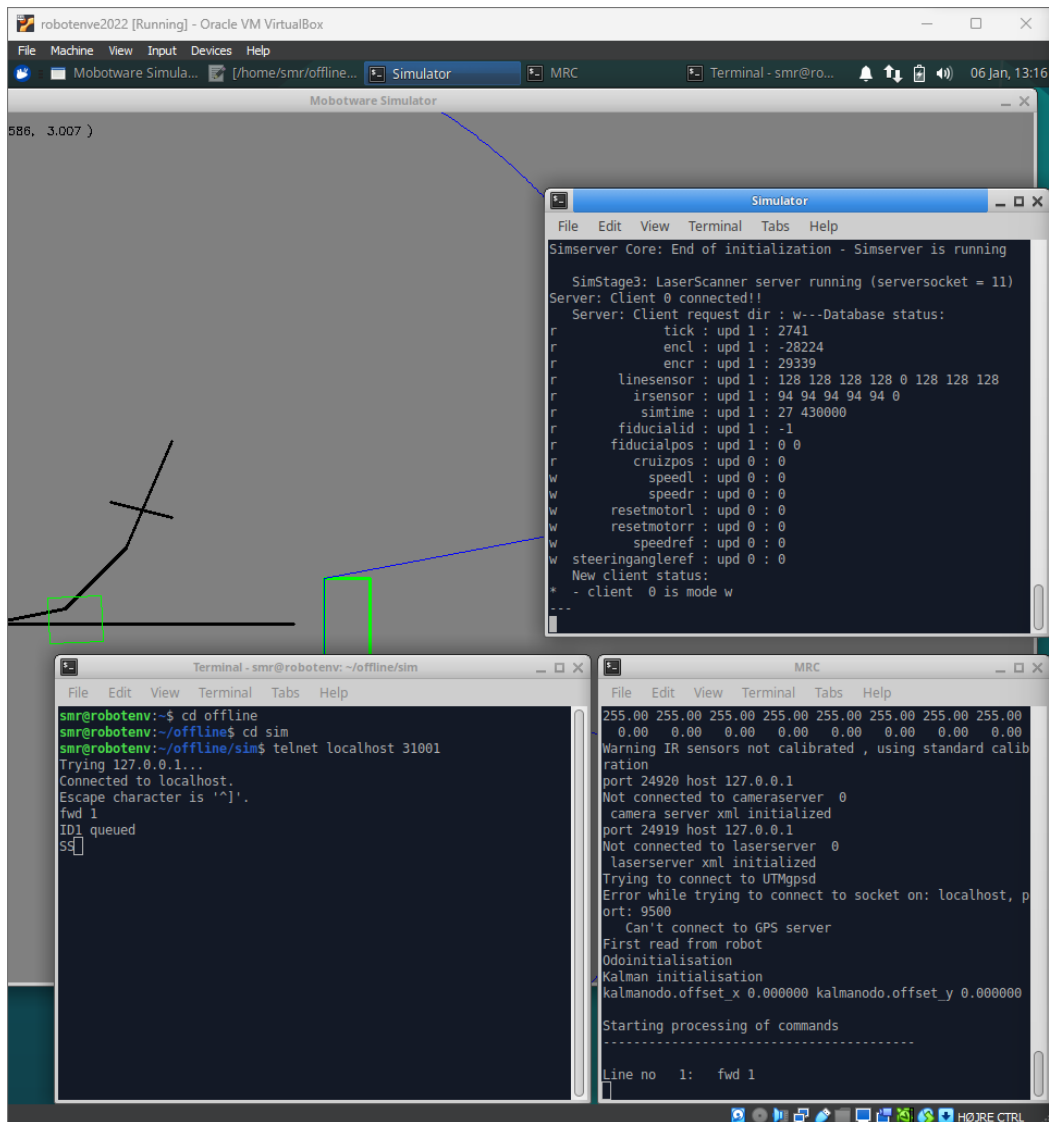 robotenve2022 [Running] - Oracle VM VirtualBox
File Machine View Input Devices Help
Mobotware Simula... [/home/smr/offline... Simulator MRC Terminal - smr@ro... 06 Jan, 13:16
Mobotware Simulator
586, 3.007 )
Simulator
File Edit View Terminal Tabs Help
Simserver Core: End of initialization - Simserver is running
SimStage3: LaserScanner server running (serversocket = 11)
Server: Client 0 connected!!
Server: Client request dir : w---Database status:
r tick : upd 1 : 2741
r encl : upd 1 : -28224
r encr : upd 1 : 29339
r linesensor : upd 1 : 128 128 128 128 0 128 128 128
r irsensor : upd 1 : 94 94 94 94 94 0
r simtime : upd 1 : 27 430000
r fiducialid : upd 1 : -1
r fiducialpos : upd 1 : 0 0
r cruizpos : upd 0 : 0
w speedl : upd 0 : 0
w speedr : upd 0 : 0
w resetmotorl : upd 0 : 0
w resetmotorr : upd 0 : 0
w speedref : upd 0 : 0
w steeringangleref : upd 0 : 0
New client status:
* - client 0 is mode w
---
Terminal - smr@robotenv: ~/offline/sim
File Edit View Terminal Tabs Help
smr@robotenv:~$ cd offline
smr@robotenv:~/offline$ cd sim
smr@robotenv:~/offline/sim$ telnet localhost 31001
Trying 127.0.0.1...
Connected to localhost.
Escape character is '^]'.
fwd 1
ID1 queued
SS
MRC
File Edit View Terminal Tabs Help
255.00 255.00 255.00 255.00 255.00 255.00 255.00 255.00
0.00 0.00 0.00 0.00 0.00 0.00 0.00 0.00
Warning IR sensors not calibrated , using standard calib
ration
port 24920 host 127.0.0.1
Not connected to cameraserver 0
camera server xml initialized
port 24919 host 127.0.0.1
Not connected to laserserver 0
laserserver xml initialized
Trying to connect to UTMgpsd
Error while trying to connect to socket on: localhost, p
ort: 9500
Can't connect to GPS server
First read from robot
Odoinitialisation
Kalman initialisation
kalmanodo.offset_x 0.000000 kalmanodo.offset_y 0.000000
Starting processing of commands
-----------------------------------------
Line no 1: fwd 1
HØJRE CTRL